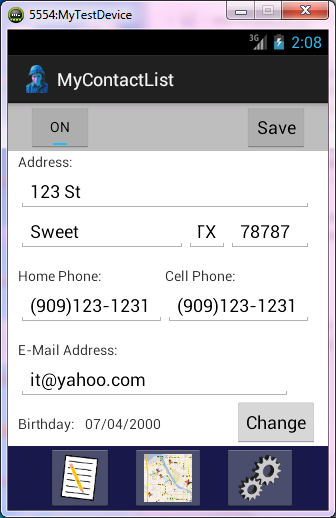 5554:MyTestDevice
3G 2:08
MyContactList
ON Save
Address:
123 St
Sweet TX 78787
Home Phone: Cell Phone:
(909)123-1231 (909)123-1231
E-Mail Address:
it@yahoo.com
Birthday: 07/04/2000 Change